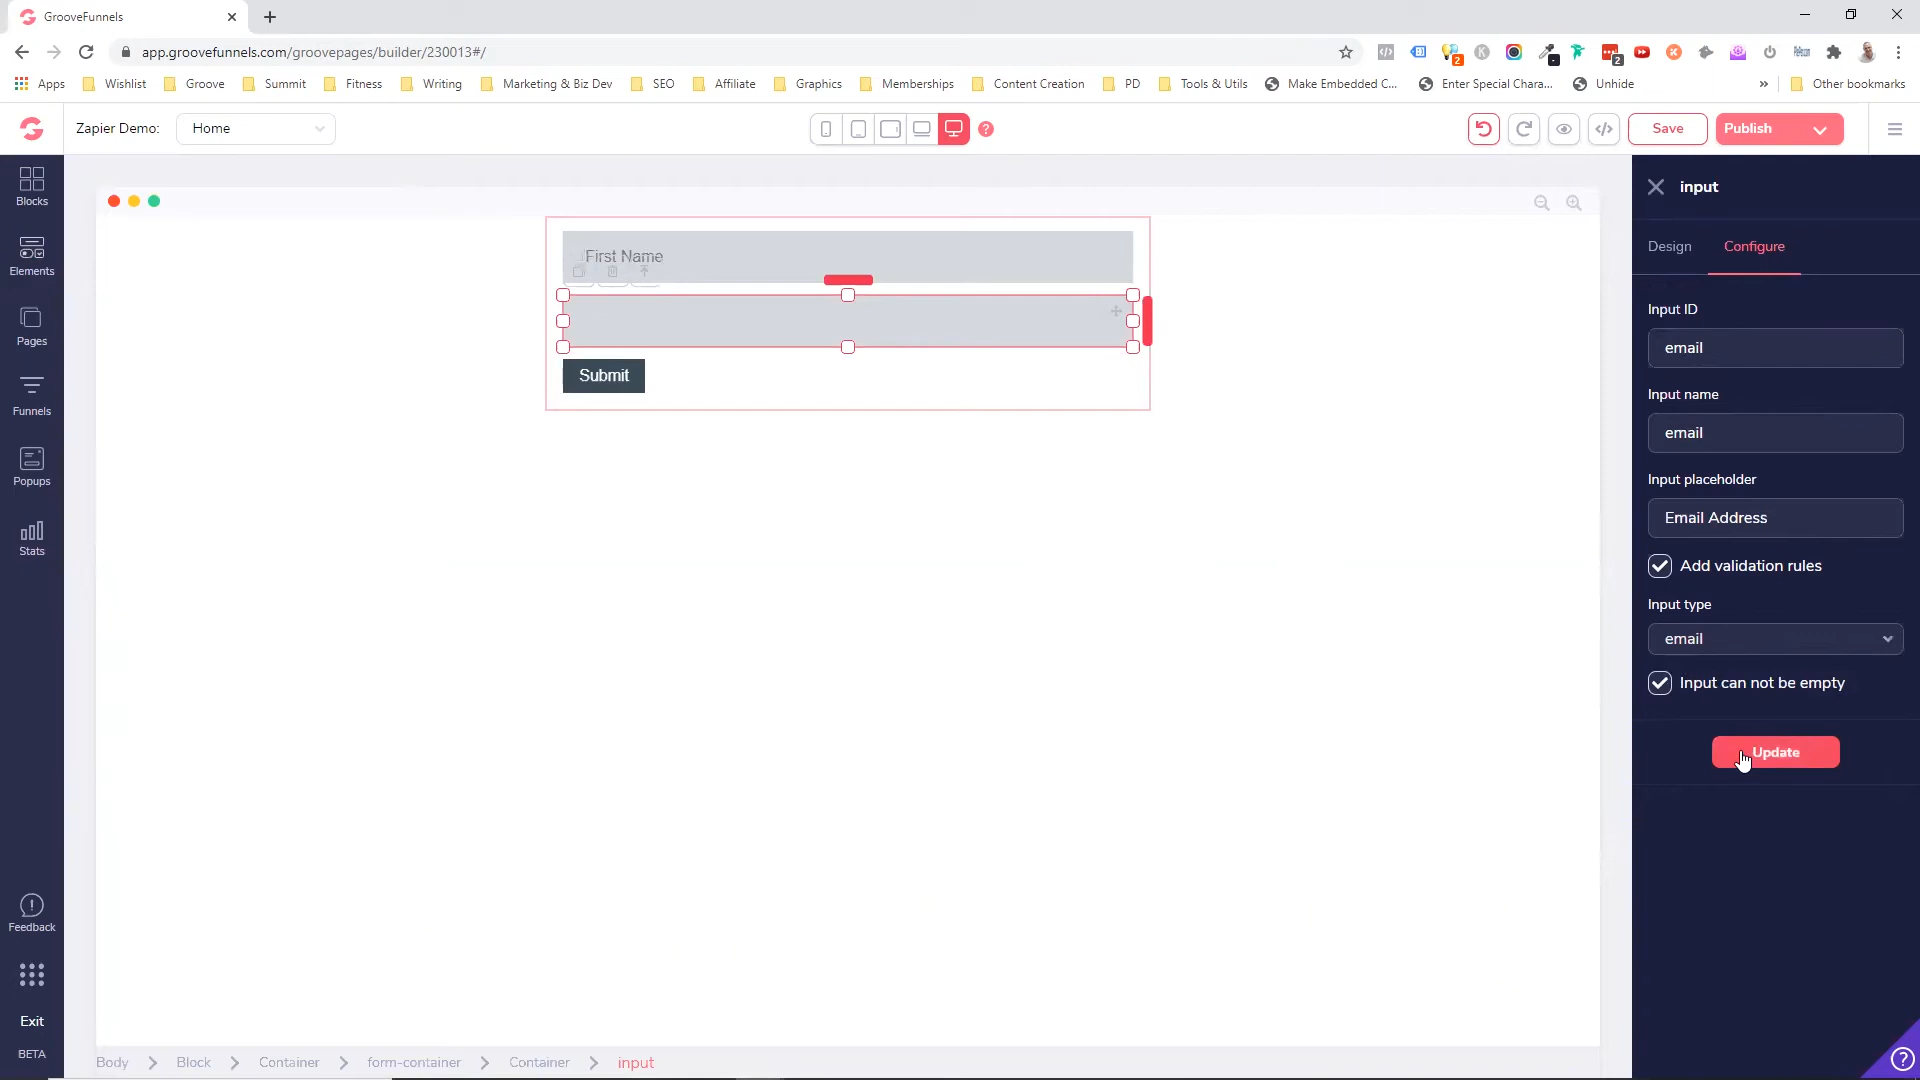 GrooveFunnels
app.groovefunnels.com/groovepages/builder/230013#/
2
2
Apps Wishlist Groove Summit Fitness Writing Marketing & Biz Dev SEO Affiliate Graphics Memberships Content Creation PD Tools & Utils Make Embedded C... Enter Special Chara... Unhide » Other bookmarks
Zapier Demo: Home Save Publish
Blocks
Elements
Pages
Funnels
Popups
Stats
Feedback
Exit
BETA
First Name
Submit
input
Design Configure
Input ID
email
Input name
email
Input placeholder
Email Address
Add validation rules
Input type
email
Input can not be empty
Update
Body Block Container form-container Container input